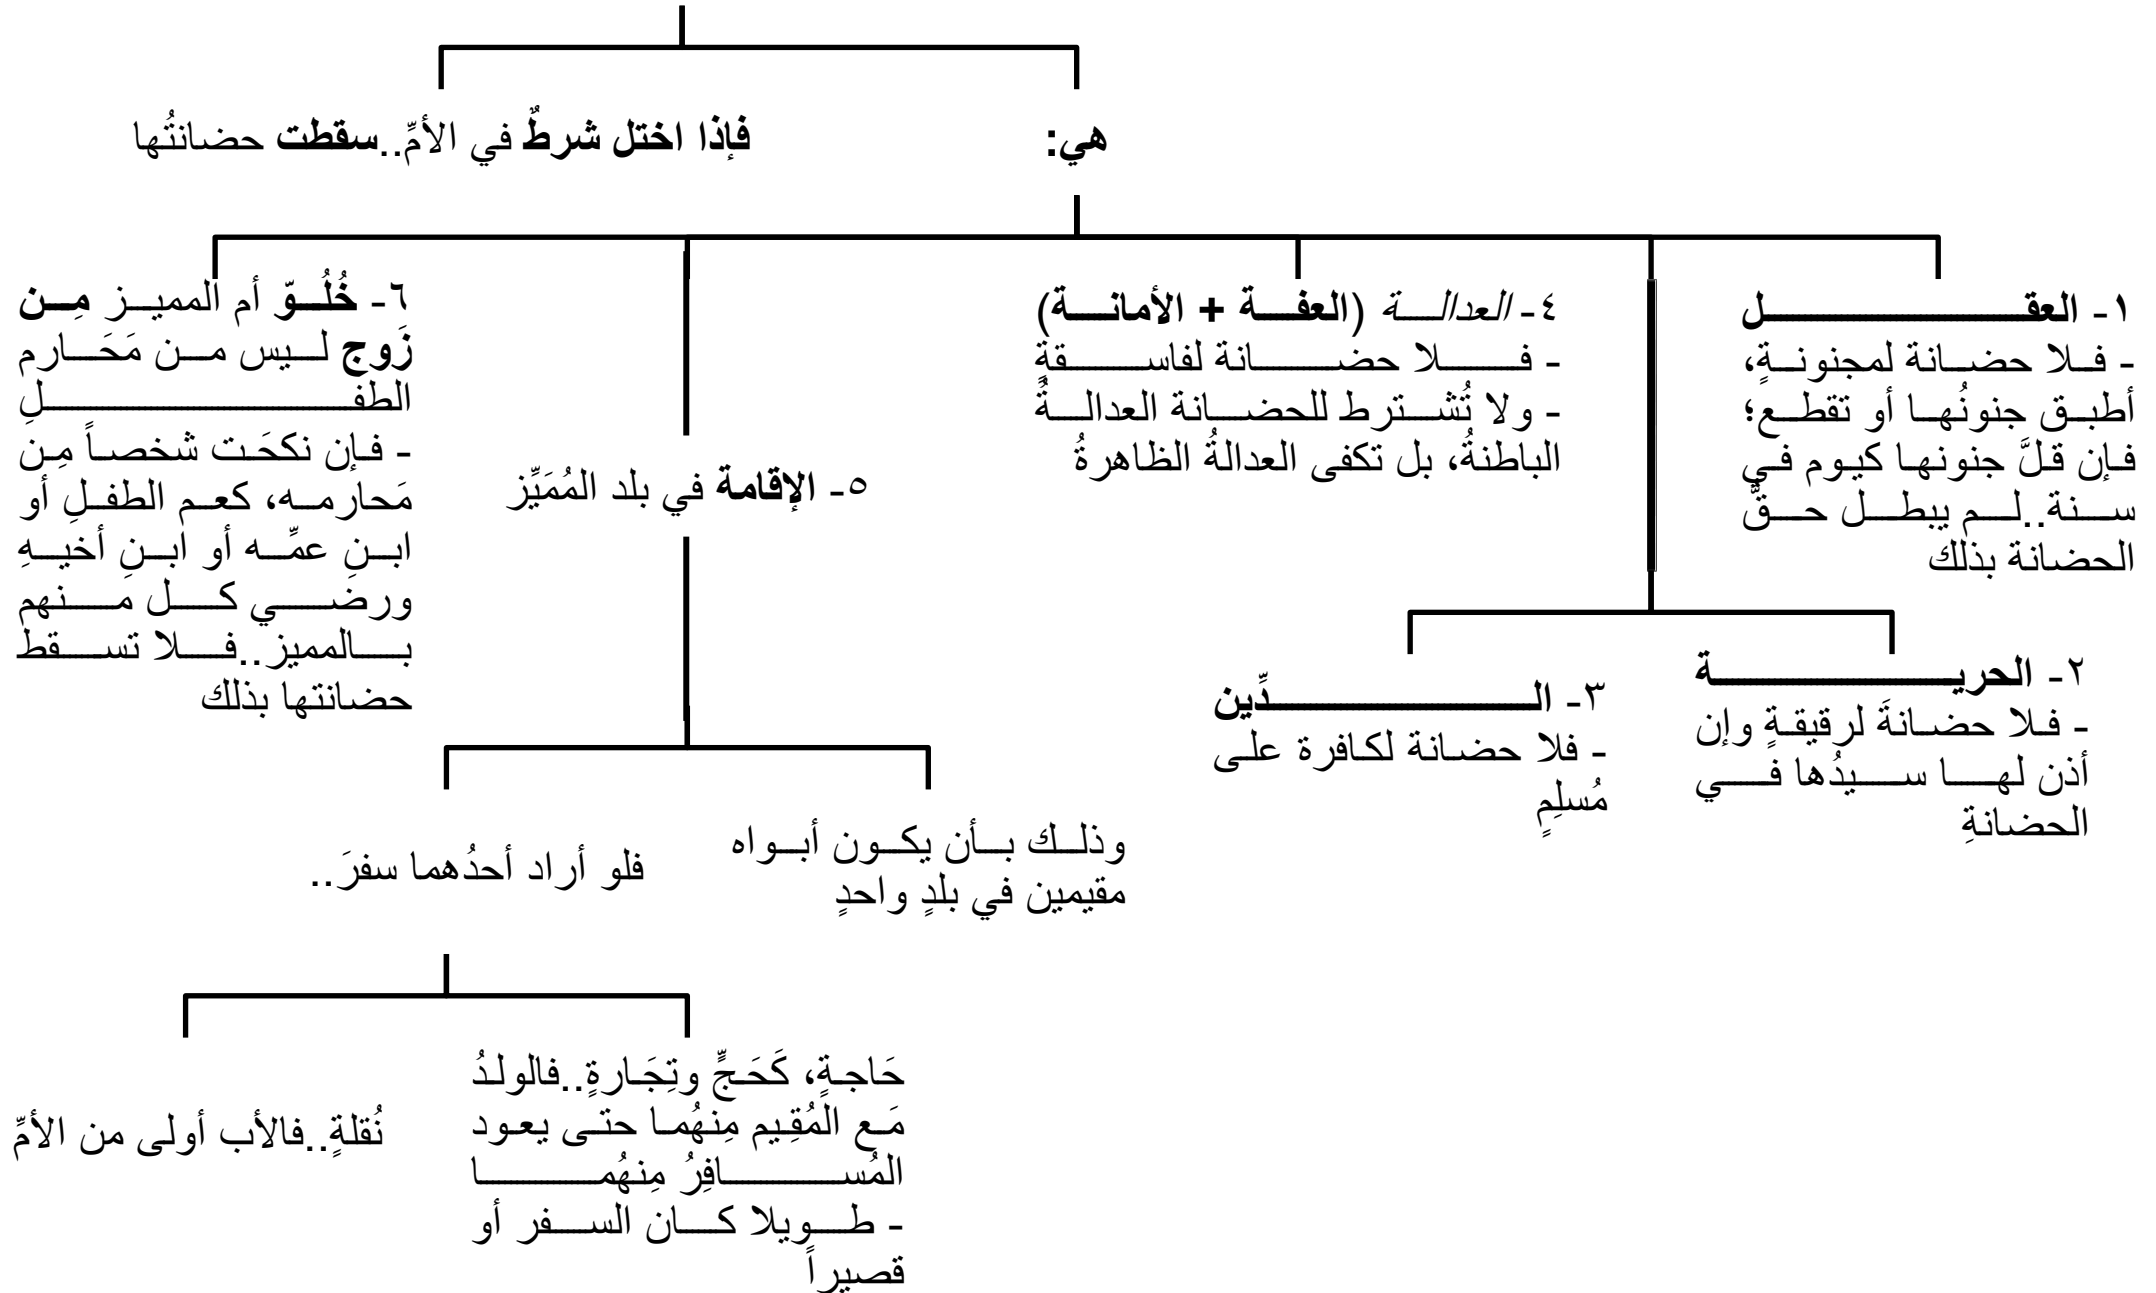 هي:
فإذا اختل شرطٌ في الأمِّ..سقطت حضانتُها
١- العقل
- فلا حضانة لمجنونةٍ،
أطبق جنونُها أو تقطع؛
فإن قلَّ جنونها كيوم في
سنة..لم يبطل حقُّ
الحضانة بذلك
٢- الحرية
- فلا حضانةَ لرقيقةٍ وإن
أذن لها سيدُها في
الحضانةِ
٣- الدِّين
- فلا حضانة لكافرة على
مُسلِمٍ
٤- العدالة (العفة + الأمانة)
- فلا حضانة لفاسقةٍ
- ولا تُشترط للحضانة العدالةُ
الباطنةُ، بل تكفى العدالةُ الظاهرةُ
٥- الإقامة في بلد المُمَيِّز
وذلك بأن يكون أبواه
مقيمين في بلدٍ واحدٍ
فلو أراد أحدُهما سفرَ..
حَاجةٍ، كَحَجٍّ وتِجَارةٍ..فالولدُ
مَع المُقِيم مِنهُما حتى يعود
المُسافِرُ مِنهُما
- طويلا كان السفر أو
قصيراً
نُقلةٍ..فالأب أولى من الأمِّ
٦- خُلُوّ أم المميز مِن
زَوج ليس من مَحَارم
الطفلِ
- فإن نكحَت شخصاً مِن
مَحارمه، كعم الطفلِ أو
ابنِ عمِّه أو ابنِ أخيهِ
ورضي كل منهم
بالمميز..فلا تسقط
حضانتها بذلك